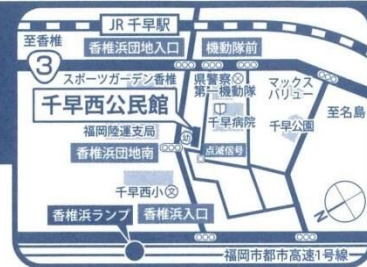 JR 千早駅
至香椎
香椎浜団地入口
機動隊前
3
スポーツガーデン香椎
県警察
第一機動隊
マックス
バリュー
千早西公民館
千早病院
至名島
千早公園
福岡陸運支局
幼
点滅信号
香椎浜団地南
千早西小 文
香椎浜ランプ
香椎浜入口
N
福岡市都市高速1号線